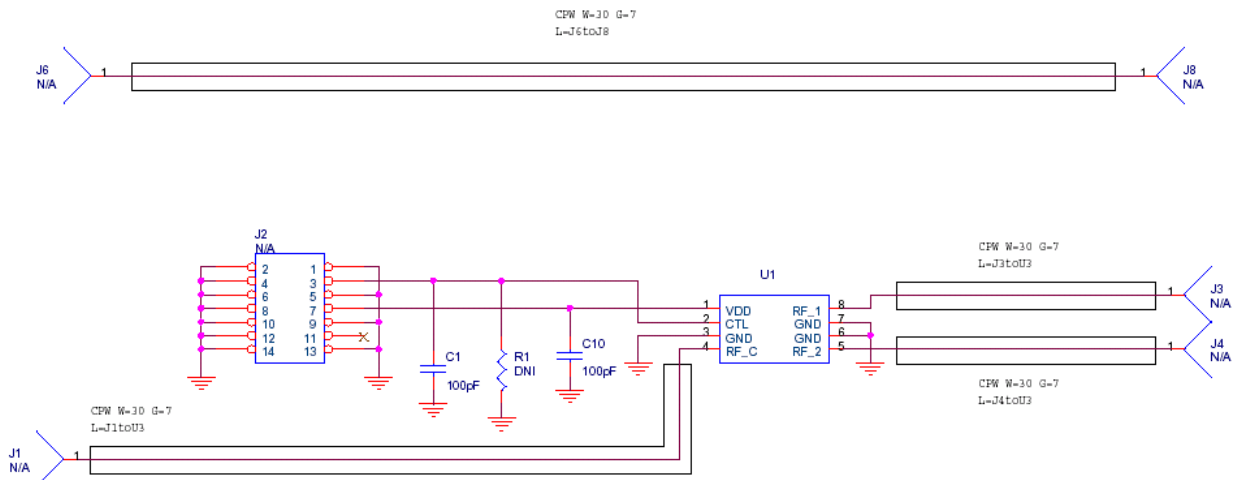 CPW W=30 G=7
L=J6toJ8
J6
N/A
1
1
J8
N/A
J2
N/A
2 1
4 3
6 5
8 7
10 9
12 11
14 13
C1
100pF
R1
DNI
C10
100pF
U1
1 VDD RF_1 8
2 CTL GND 7
3 GND GND 6
4 RF_C RF_2 5
CPW W=30 G=7
L=J3toU3
1
J3
N/A
1
J4
N/A
CPW W=30 G=7
L=J4toU3
CPW W=30 G=7
L=J1toU3
J1
N/A
1